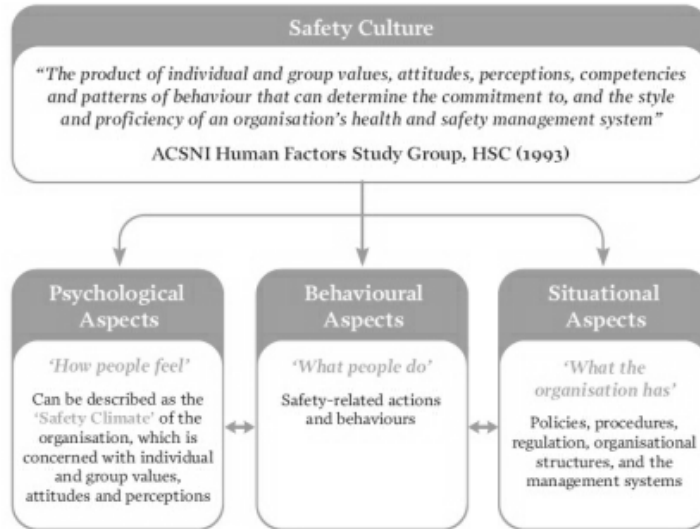 Safety Culture
“The product of individual and group values, attitudes, perceptions, competencies
and patterns of behaviour that can determine the commitment to, and the style
and proficiency of an organisation’s health and safety management system”
ACSNI Human Factors Study Group, HSC (1993)
Psychological
Aspects
‘How people feel’
Can be described as the
‘Safety Climate’ of the
organisation, which is
concerned with individual
and group values,
attitudes and perceptions
Behavioural
Aspects
‘What people do’
Safety-related actions
and behaviours
Situational
Aspects
‘What the
organisation has’
Policies, procedures,
regulation, organisational
structures, and the
management systems